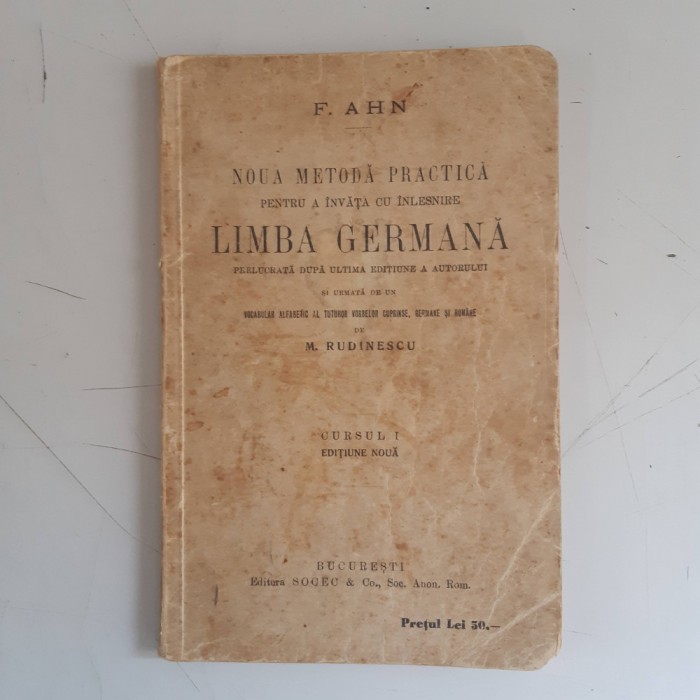 F. AHN
NOUA METODĂ PRACTICĂ
PENTRU A ÎNVĂȚA CU ÎNLESNIRE
LIMBA GERMANĂ
PRELUCRATĂ DUPĂ ULTIMA EDIȚIUNE A AUTORULUI
ȘI URMATĂ DE UN
VOCABULAR ALFABETIC AL TUTUROR VORBELOR CUPRINSE, GERMANE ȘI ROMÂNE
DE
M. RUDINESCU
CURSUL I
EDIȚIUNE NOUĂ
BUCUREȘTI
Editura SOCEC & Co., Soc. Anon. Rom.
Prețul Lei 50.—